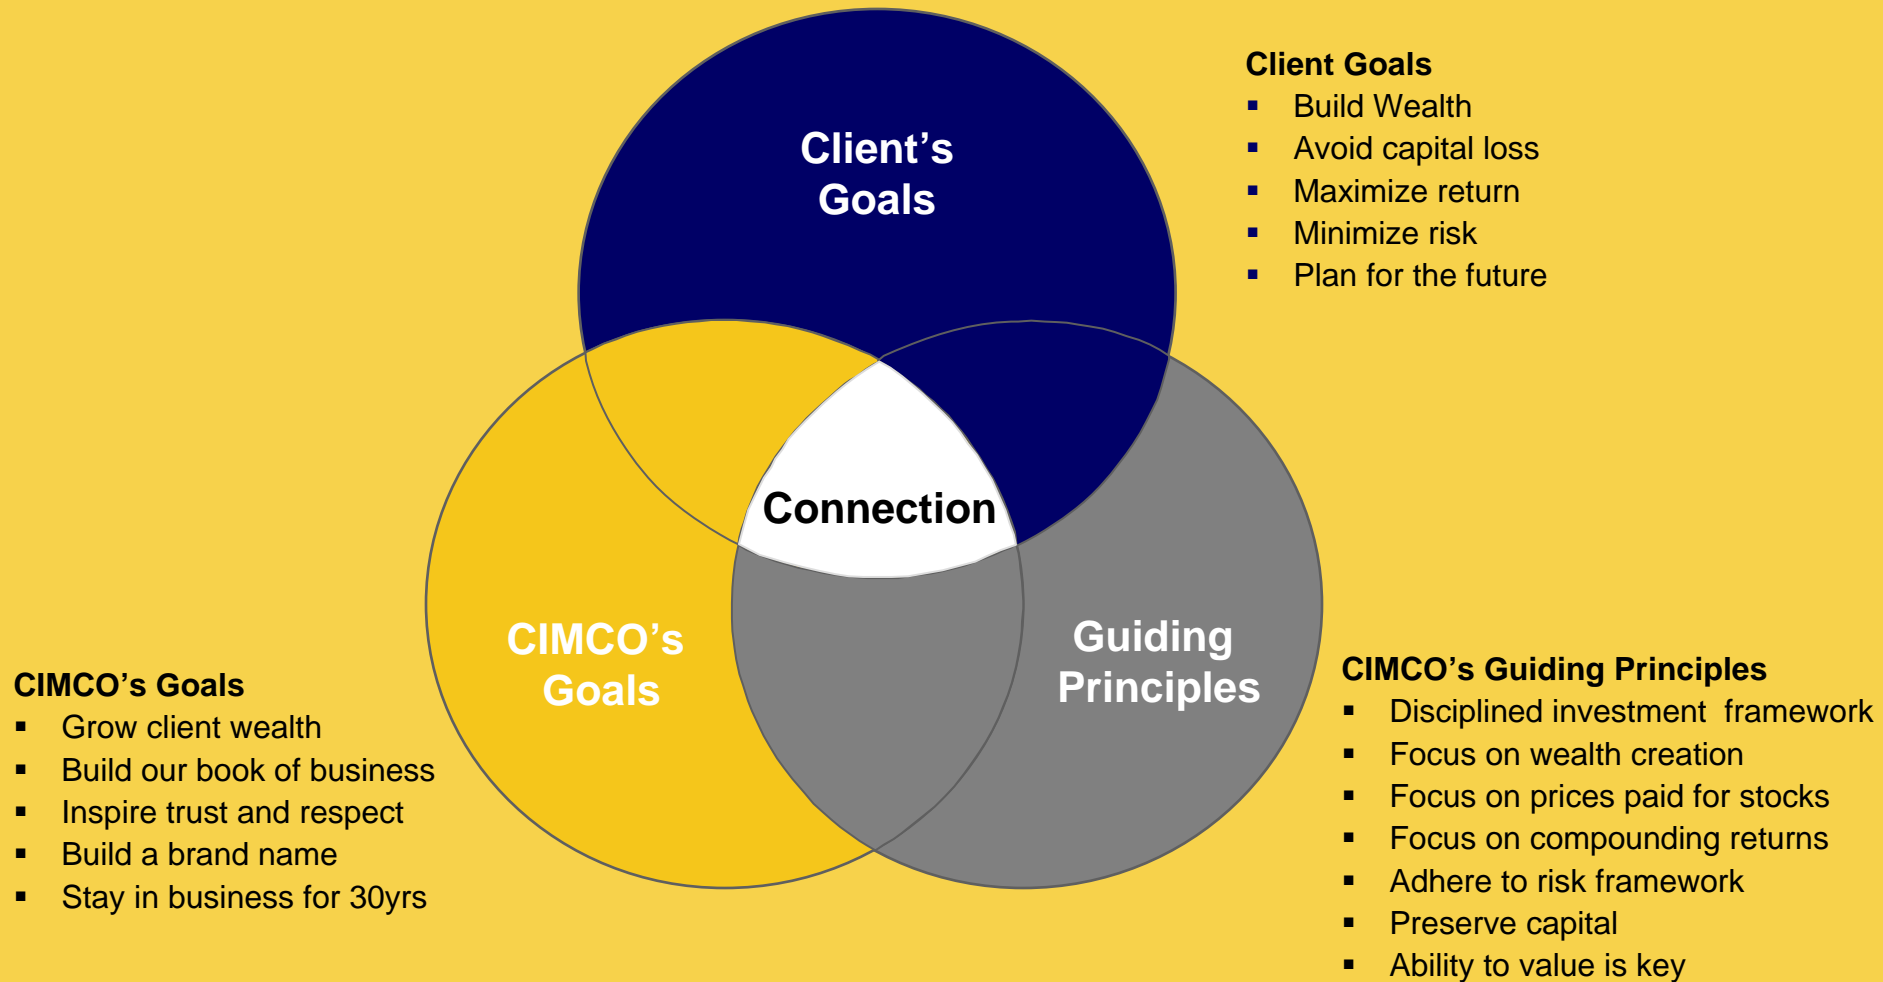 Client's
Goals
Connection
CIMCO's
Goals
Guiding
Principles
Client Goals
▪ Build Wealth
▪ Avoid capital loss
▪ Maximize return
▪ Minimize risk
▪ Plan for the future
CIMCO's Goals
▪ Grow client wealth
▪ Build our book of business
▪ Inspire trust and respect
▪ Build a brand name
▪ Stay in business for 30yrs
CIMCO's Guiding Principles
▪ Disciplined investment framework
▪ Focus on wealth creation
▪ Focus on prices paid for stocks
▪ Focus on compounding returns
▪ Adhere to risk framework
▪ Preserve capital
▪ Ability to value is key